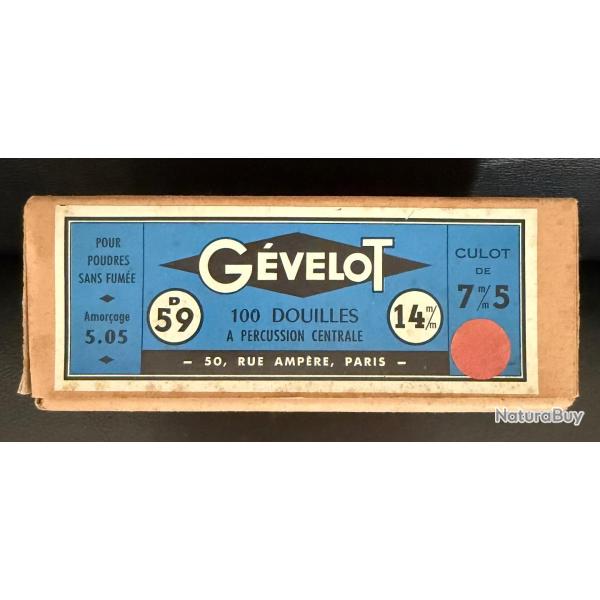 POUR
POUDRES
SANS FUMÉE
Amorçage
5.05
GÉVELOT
P
59
100 DOUILLES
A PERCUSSION CENTRALE
14 m/m
- 50, RUE AMPÈRE, PARIS -
CULOT
DE
7 m/m 5
NaturaBuy